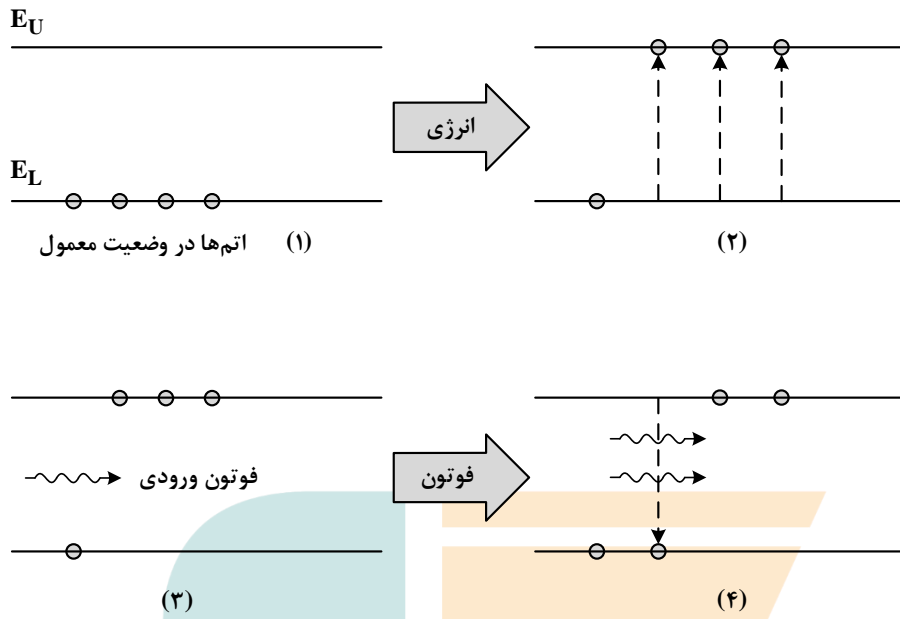 E_U
انرژی
E_L
اتم‌ها در وضعیت معمول (۱)
(۲)
فوتون ورودی
فوتون
(۳)
(۴)